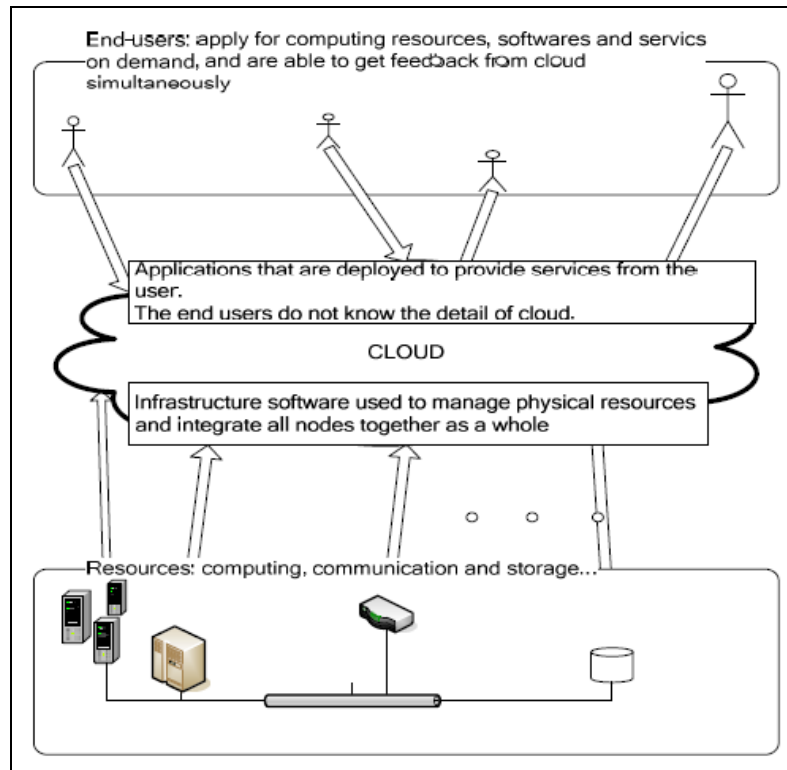 End-users: apply for computing resources, softwares and servics
on demand, and are able to get feedback from cloud
simultaneously
Applications that are deployed to provide services from the
user.
The end users do not know the detail of cloud.
CLOUD
Infrastructure software used to manage physical resources
and integrate all nodes together as a whole
Resources: computing, communication and storage...